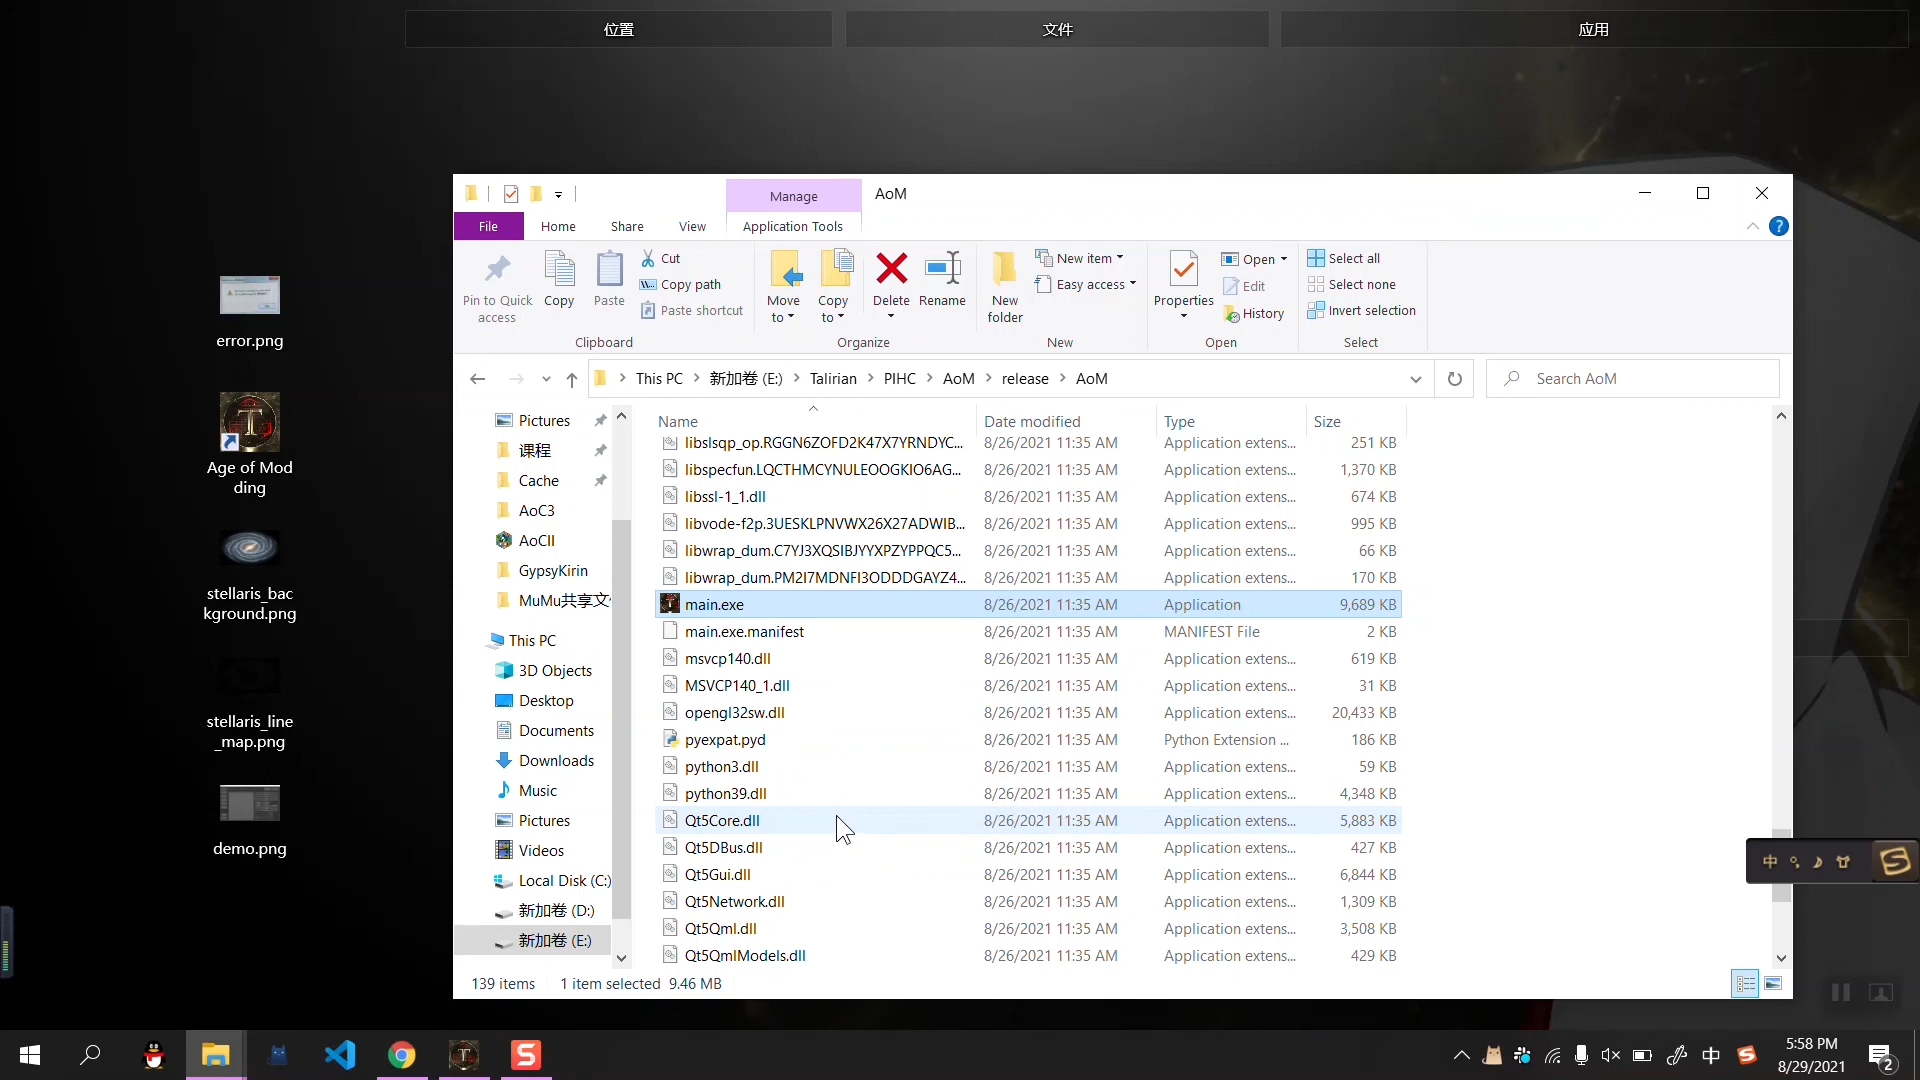 位置
文件
应用
error.png
Age of Mod
ding
stellaris_bac
kground.png
stellaris_line
_map.png
demo.png
Manage
AoM
File
Home
Share
View
Application Tools
Pin to Quick
access
Copy
Paste
Cut
Copy path
Paste shortcut
Clipboard
Move
to
Copy
to
Delete
Rename
Organize
New
folder
New item
Easy access
New
Properties
Open
Edit
History
Open
Select all
Select none
Invert selection
Select
This PC > 新加卷 (E:) > Talirian > PIHC > AoM > release > AoM
Search AoM
Pictures
课程
Cache
AoC3
AoCII
GypsyKirin
MuMu共享文
This PC
3D Objects
Desktop
Documents
Downloads
Music
Pictures
Videos
Local Disk (C:)
新加卷 (D:)
新加卷 (E:)
Name Date modified Type Size
libslsqp_op.RGGN6ZOFD2K47X7YRNDYC... 8/26/2021 11:35 AM Application extens... 251 KB
libspecfun.LQCTHMCYNULEOOGKIO6AG... 8/26/2021 11:35 AM Application extens... 1,370 KB
libssl-1_1.dll 8/26/2021 11:35 AM Application extens... 674 KB
libvode-f2p.3UESKLPNVWX26X27ADWIB... 8/26/2021 11:35 AM Application extens... 995 KB
libwrap_dum.C7YJ3XQSIBJYYXPZYPPQC5... 8/26/2021 11:35 AM Application extens... 66 KB
libwrap_dum.PM2I7MDNFI3ODDDGAYZ4... 8/26/2021 11:35 AM Application extens... 170 KB
main.exe 8/26/2021 11:35 AM Application 9,689 KB
main.exe.manifest 8/26/2021 11:35 AM MANIFEST File 2 KB
msvcp140.dll 8/26/2021 11:35 AM Application extens... 619 KB
MSVCP140_1.dll 8/26/2021 11:35 AM Application extens... 31 KB
opengl32sw.dll 8/26/2021 11:35 AM Application extens... 20,433 KB
pyexpat.pyd 8/26/2021 11:35 AM Python Extension ... 186 KB
python3.dll 8/26/2021 11:35 AM Application extens... 59 KB
python39.dll 8/26/2021 11:35 AM Application extens... 4,348 KB
Qt5Core.dll 8/26/2021 11:35 AM Application extens... 5,883 KB
Qt5DBus.dll 8/26/2021 11:35 AM Application extens... 427 KB
Qt5Gui.dll 8/26/2021 11:35 AM Application extens... 6,844 KB
Qt5Network.dll 8/26/2021 11:35 AM Application extens... 1,309 KB
Qt5Qml.dll 8/26/2021 11:35 AM Application extens... 3,508 KB
Qt5QmlModels.dll 8/26/2021 11:35 AM Application extens... 429 KB
139 items 1 item selected 9.46 MB
中
中
5:58 PM
8/29/2021
2